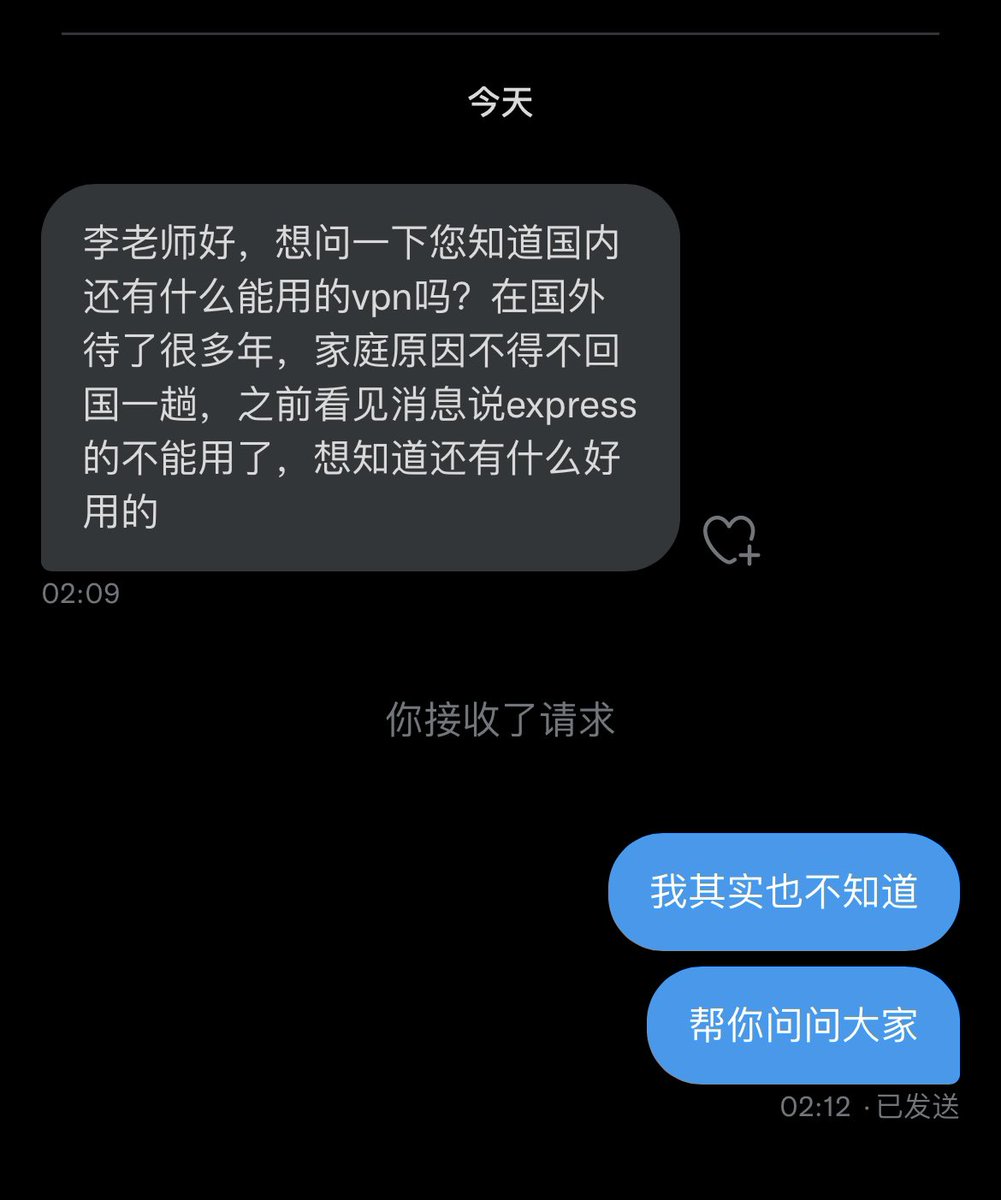 今天
李老师好，想问一下您知道国内
还有什么能用的vpn吗？在国外
待了很多年，家庭原因不得不回
国一趟，之前看见消息说express
的不能用了，想知道还有什么好
用的
02:09
你接收了请求
我其实也不知道
帮你问问大家
02:12 · 已发送